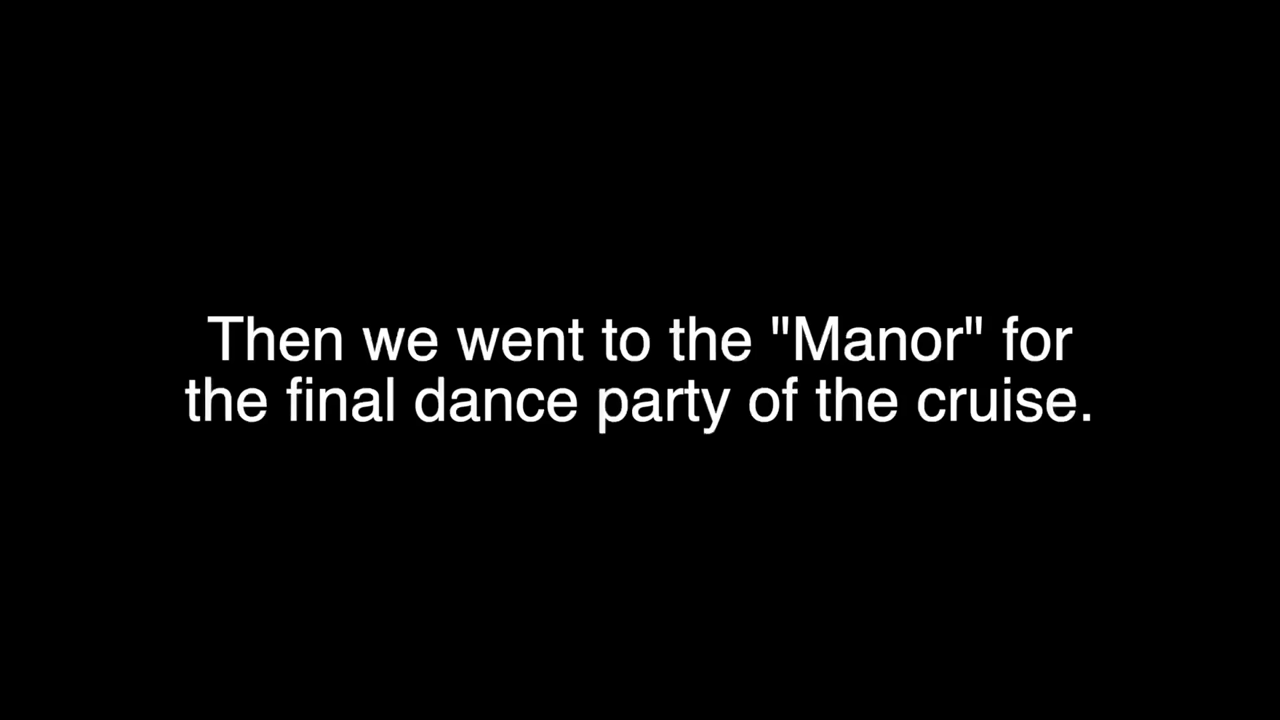 Then we went to the "Manor" for
the final dance party of the cruise.